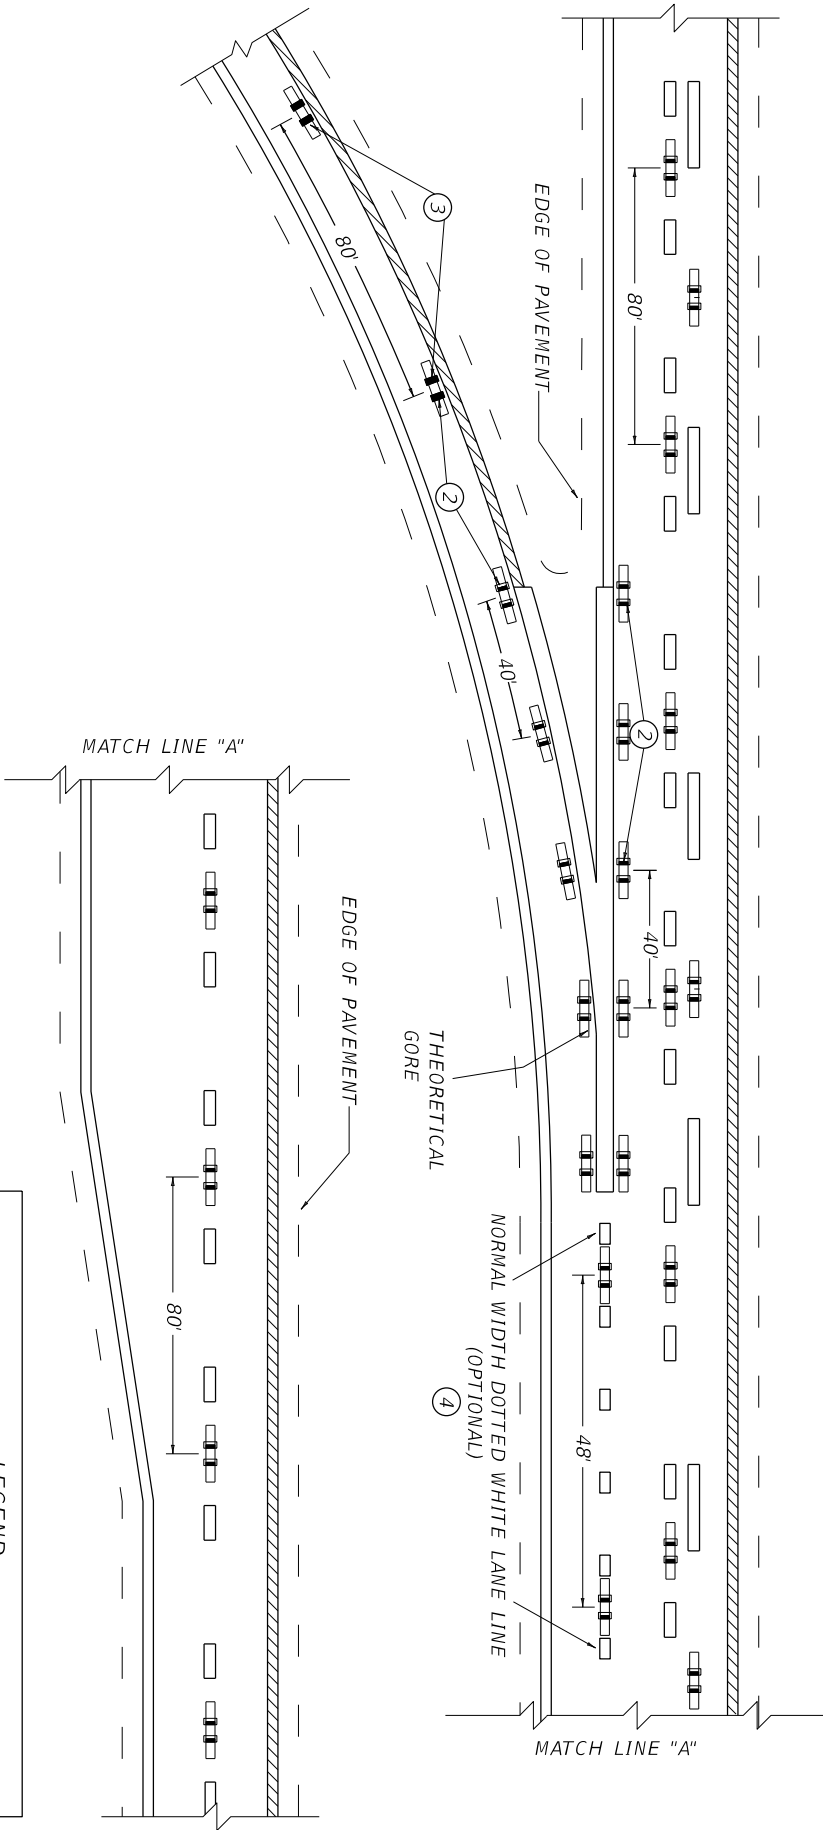 3
80'
EDGE OF PAVEMENT
80'
2
40'
2
40'
MATCH LINE "A"
EDGE OF PAVEMENT
THEORETICAL
GORE
NORMAL WIDTH DOTTED WHITE LANE LINE
(OPTIONAL)
4
48'
80'
MATCH LINE "A"
LEGEND